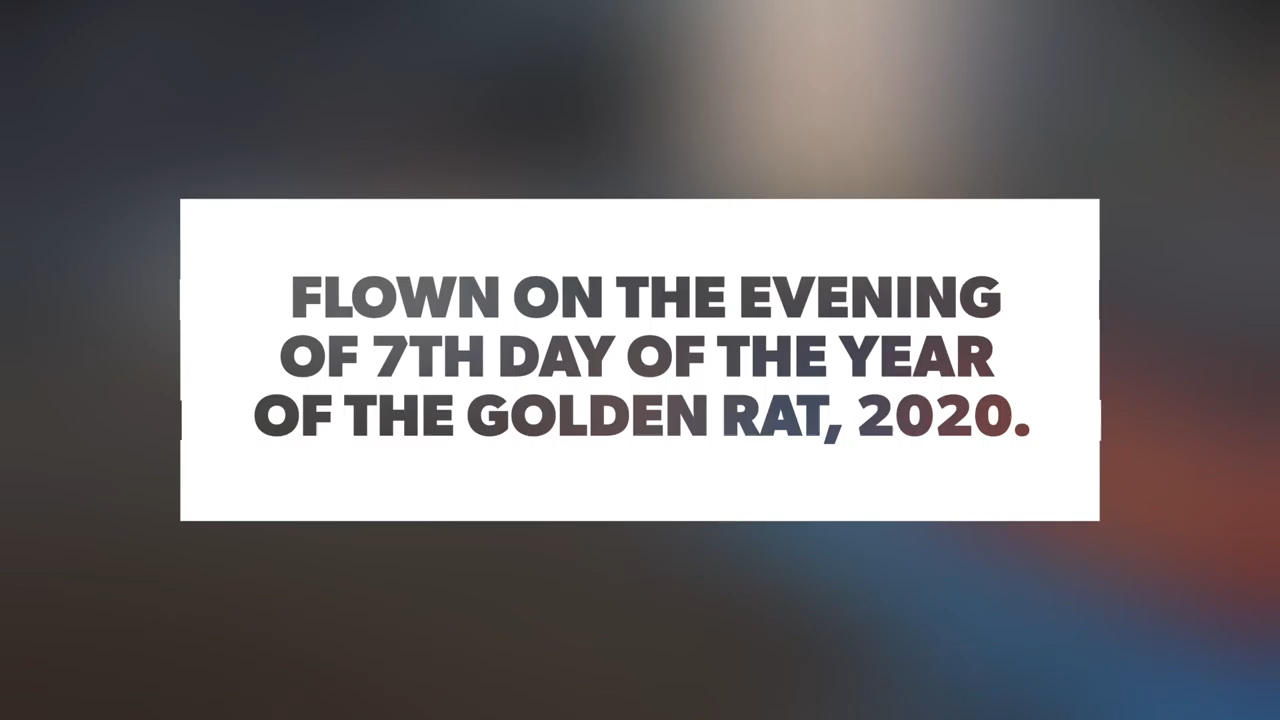 FLOWN ON THE EVENING
OF 7TH DAY OF THE YEAR
OF THE GOLDEN RAT, 2020.